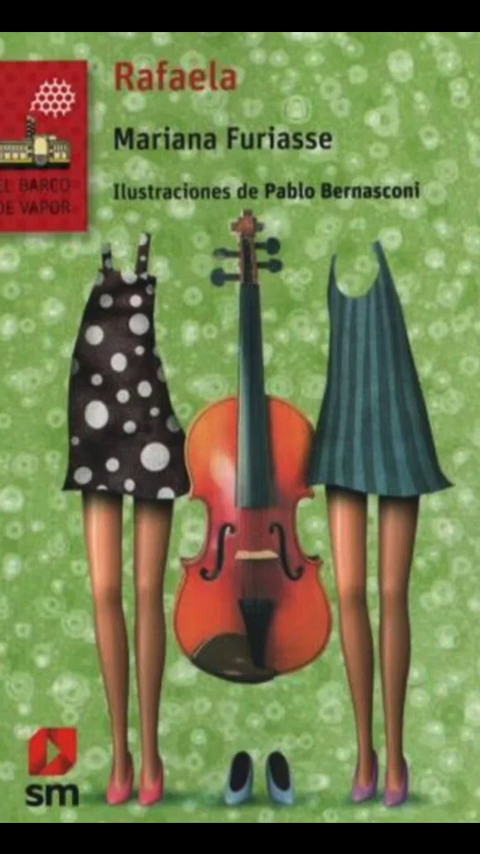 Rafaela
Mariana Furiasse
Ilustraciones de Pablo Bernasconi
EL BARCO
DE VAPOR
sm